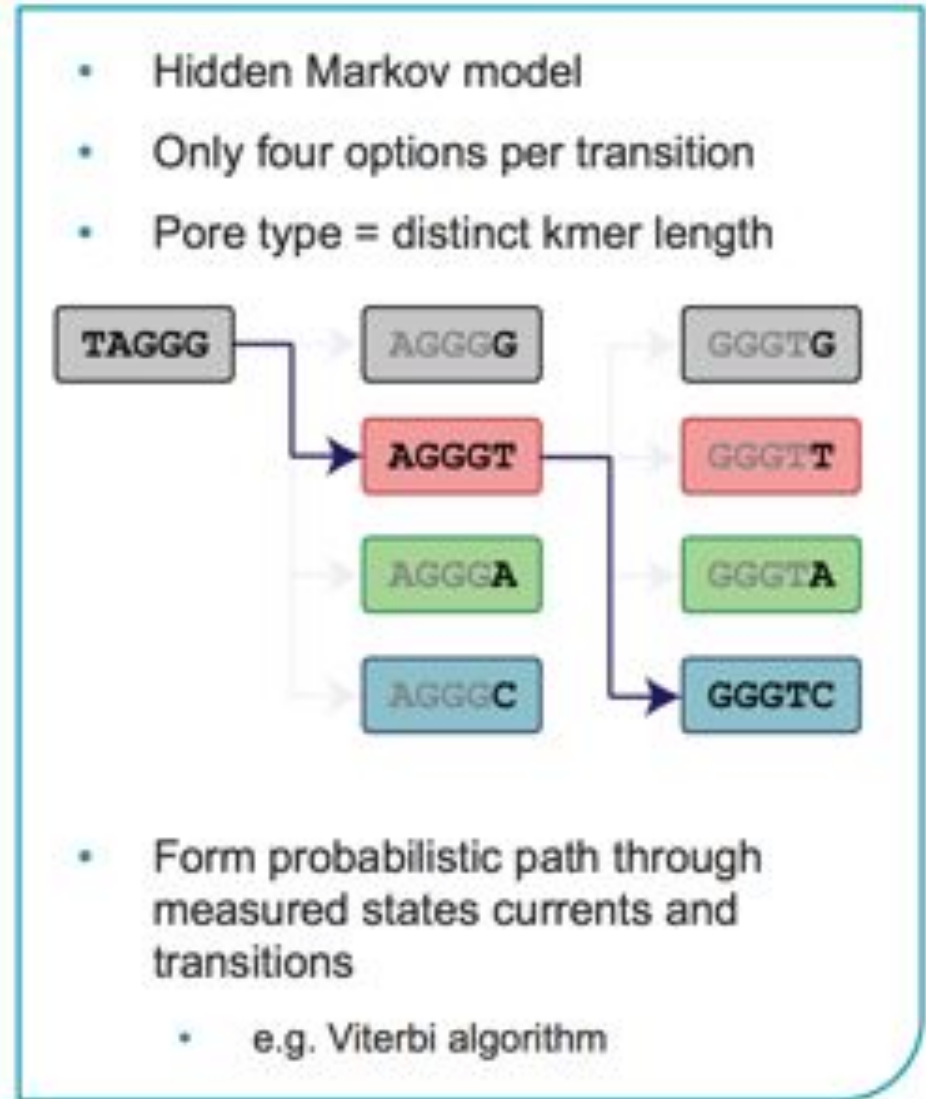 • Hidden Markov model
• Only four options per transition
• Pore type = distinct kmer length
TAGGG AGGGG GGGTG
AGGGT GGGTT
AGGGA GGGTA
AGGGC GGGTC
• Form probabilistic path through
measured states currents and
transitions
• e.g. Viterbi algorithm